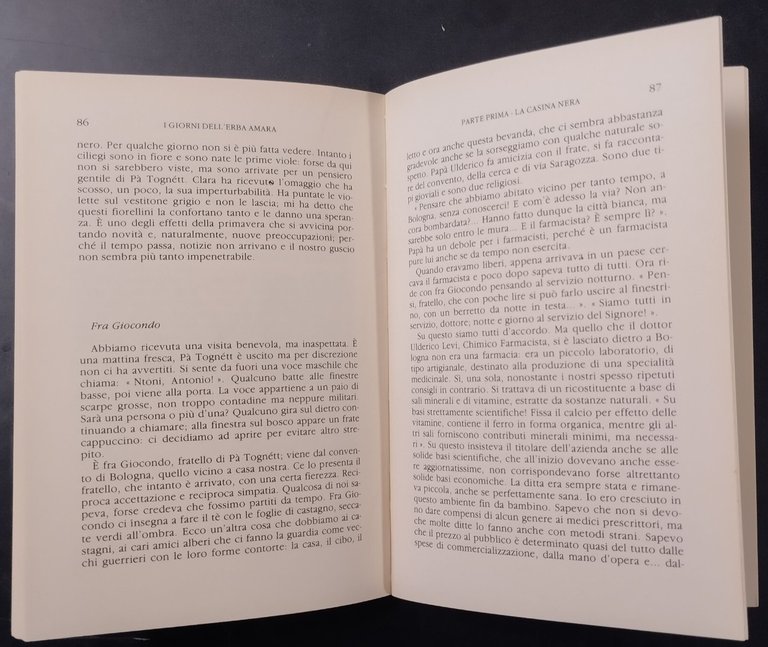 86
I GIORNI DELL'ERBA AMARA
nero. Per qualche giorno non si è più fatta vedere. Intanto i
ciliegi sono in fiore e sono nate le prime viole: forse da qui
non si sarebbero viste, ma sono arrivate per un pensiero
gentile di Pà Tognétt. Clara ha ricevuto l'omaggio che ha
scosso, un poco, la sua imperturbabilità. Ha puntate le vio-
lette sul vestitone grigio e non le lascia; mi ha detto che
questi fiorellini la confortano tanto e le danno una speran-
za. È uno degli effetti della primavera che si avvicina por-
tando novità e, naturalmente, nuove preoccupazioni; per-
ché il tempo passa, notizie non arrivano e il nostro guscio
non sembra più tanto impenetrabile.
Fra Giocondo
Abbiamo ricevuta una visita benevola, ma inaspettata. È
una mattina fresca, Pà Tognétt è uscito ma per discrezione
non ci ha avvertiti. Si sente da fuori una voce maschile che
chiama: « Ntoni, Antonio! ». Qualcuno batte alle finestre
basse, poi viene alla porta. La voce appartiene a un paio di
scarpe grosse, non troppo contadine ma neppure militari.
Sarà una persona o più d'una? Qualcuno gira sul dietro con-
tinuando a chiamare; alla finestra sul bosco appare un frate
cappuccino: ci decidiamo ad aprire per evitare altro stre-
pito.
È fra Giocondo, fratello di Pà Tognétt; viene dal conven-
to di Bologna, quello vicino a casa nostra. Ce lo presenta il
fratello, che intanto è arrivato, con una certa fierezza. Reci-
proca accettazione e reciproca simpatia. Qualcosa di noi sa-
peva, forse credeva che fossimo partiti da tempo. Fra Gio-
condo ci insegna a fare il tè con le foglie di castagno, secca-
te verdi all'ombra. Ecco un'altra cosa che dobbiamo ai ca-
stagni, ai cari amici alberi che ci fanno la guardia come vec-
chi guerrieri con le loro forme contorte: la casa, il cibo, il
PARTE PRIMA - LA CASINA NERA
87
letto e ora anche questa bevanda, che ci sembra abbastanza
gradevole anche se la sorseggiamo con qualche naturale so-
speto. Papà Ulderico fa amicizia con il frate, si fa racconta-
re del convento, della cerca e di via Saragozza. Sono due ti-
pi gioviali e sono due religiosi.
« Pensare che abbiamo abitato vicino per tanto tempo, a
Bologna, senza conoscerci! E com'è adesso la via? Non an-
cora bombardata?... Hanno fatto dunque la città bianca, ma
sarebbe solo entro le mura... E il farmacista? È sempre lì? ».
Papà ha un debole per i farmacisti, perché è un farmacista
pure lui anche se da tempo non esercita.
Quando eravamo liberi, appena arrivava in un paese cer-
cava il farmacista e poco dopo sapeva tutto di tutti. Ora ri-
cade con fra Giocondo pensando al servizio notturno. « Pen-
si, fratello, che con poche lire si può farlo uscire al finestri-
no, con un berretto da notte in testa... ». « Siamo tutti in
servizio, dottore; notte e giorno al servizio del Signore! ».
Su questo siamo tutti d'accordo. Ma quello che il dottor
Ulderico Levi, Chimico Farmacista, si è lasciato dietro a Bo-
logna non era una farmacia: era un piccolo laboratorio, di
tipo artigianale, destinato alla produzione di una specialità
medicinale. Sì, una sola, nonostante i nostri spesso ripetuti
consigli in contrario. Si trattava di un ricostituente a base di
sali minerali e di vitamine, estratte da sostanze naturali. « Su
basi strettamente scientifiche! Fissa il calcio per effetto delle
vitamine, contiene il ferro in forma organica, mentre gli al-
tri sali forniscono contributi minerali minimi, ma necessa-
ri ». Su questo insisteva il titolare dell'azienda anche se alle
solide basi scientifiche, che all'inizio dovevano anche esse-
re aggiornatissime, non corrispondevano forse altrettanto
solide basi economiche. La ditta era sempre stata e rimane-
va piccola, anche se perfettamente sana. Io ero cresciuto in
questo ambiente fin da bambino. Sapevo che non si devo-
no dare compensi di alcun genere ai medici prescrittori, ma
che molte ditte lo fanno anche con metodi strani. Sapevo
che il prezzo al pubblico è determinato quasi del tutto dalle
spese di commercializzazione, dalla mano d'opera e... dal-